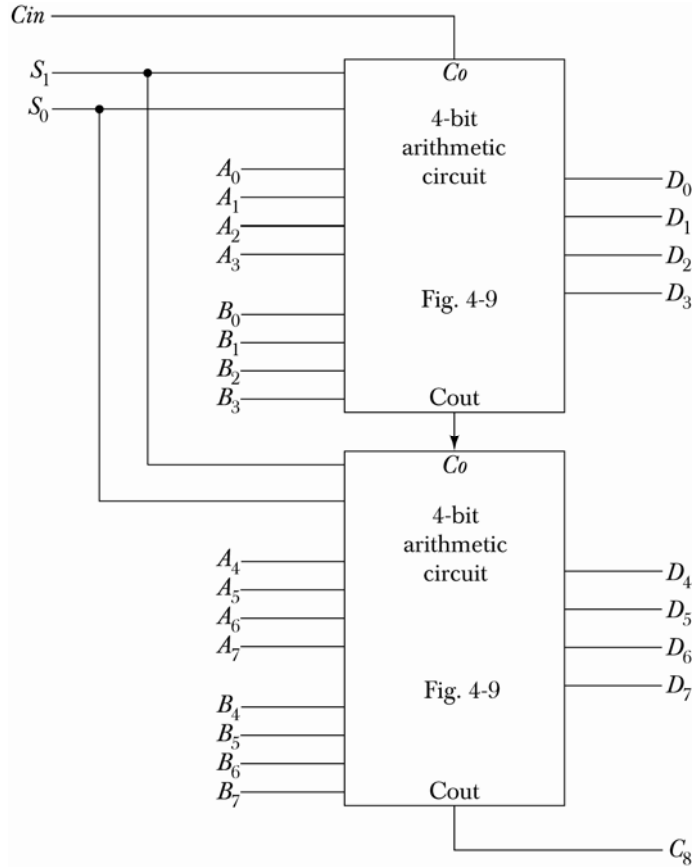 Cin
S₁
S₀
Co
4-bit
arithmetic
circuit
A₀
A₁
A₂
A₃
B₀
B₁
B₂
B₃
Fig. 4-9
D₀
D₁
D₂
D₃
Cout
Co
4-bit
arithmetic
circuit
A₄
A₅
A₆
A₇
B₄
B₅
B₆
B₇
Fig. 4-9
D₄
D₅
D₆
D₇
Cout
C₈